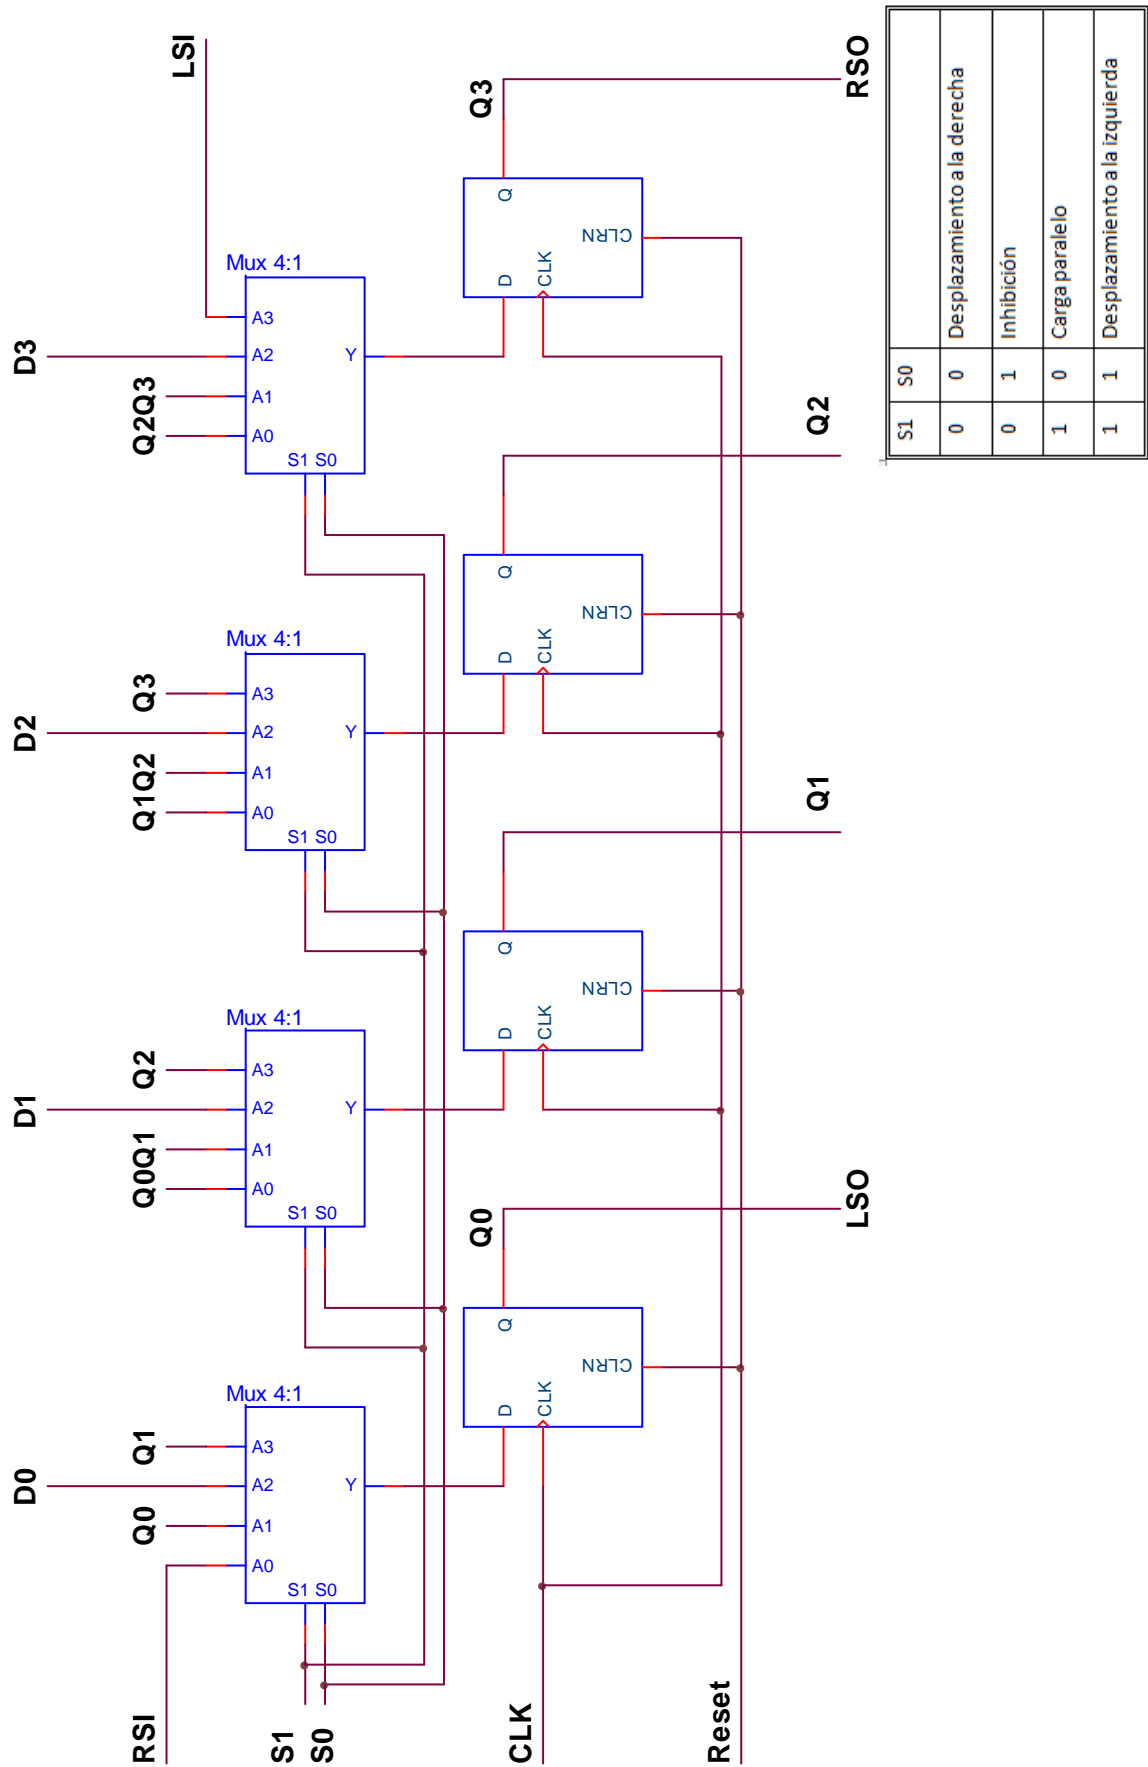 D0
D1
D2
D3
LSI
RSI
Q0
Q1
Q0Q1
Q2
Q1Q2
Q3
Q2Q3
Mux 4:1
Mux 4:1
Mux 4:1
Mux 4:1
A0 A1 A2 A3
A0 A1 A2 A3
A0 A1 A2 A3
A0 A1 A2 A3
S1 S0 Y
S1 S0 Y
S1 S0 Y
S1 S0 Y
S1
S0
Q0
Q3
D Q
D Q
D Q
D Q
CLK
CLK
CLK
CLK
CLK
CLRN
CLRN
CLRN
CLRN
Reset
LSO
Q1
Q2
RSO
S1 S0
0 0 Desplazamiento a la derecha
0 1 Inhibición
1 0 Carga paralelo
1 1 Desplazamiento a la izquierda